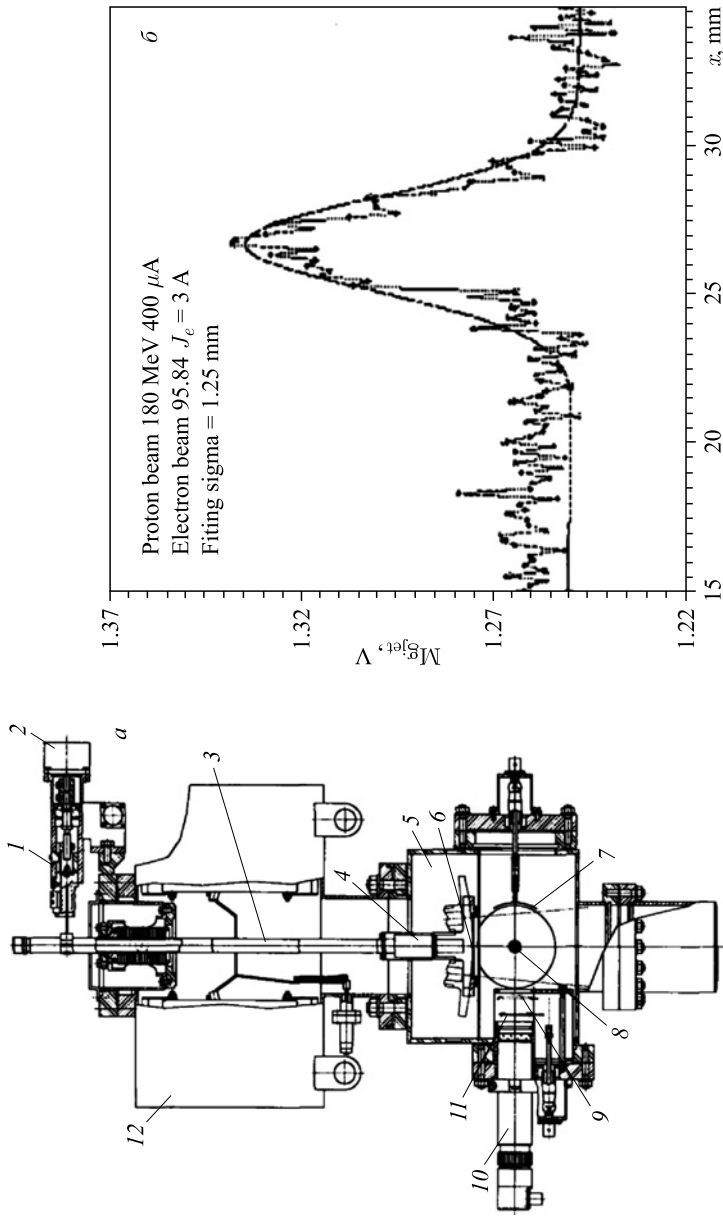 а
1
2
3
4
5
6
7
8
9
10
11
12
б
Proton beam 180 MeV 400 μA
Electron beam 95.84 Jₑ = 3 A
Fiting sigma = 1.25 mm
Mg_jet, V
1.37
1.32
1.27
1.22
15
20
25
30
x, mm